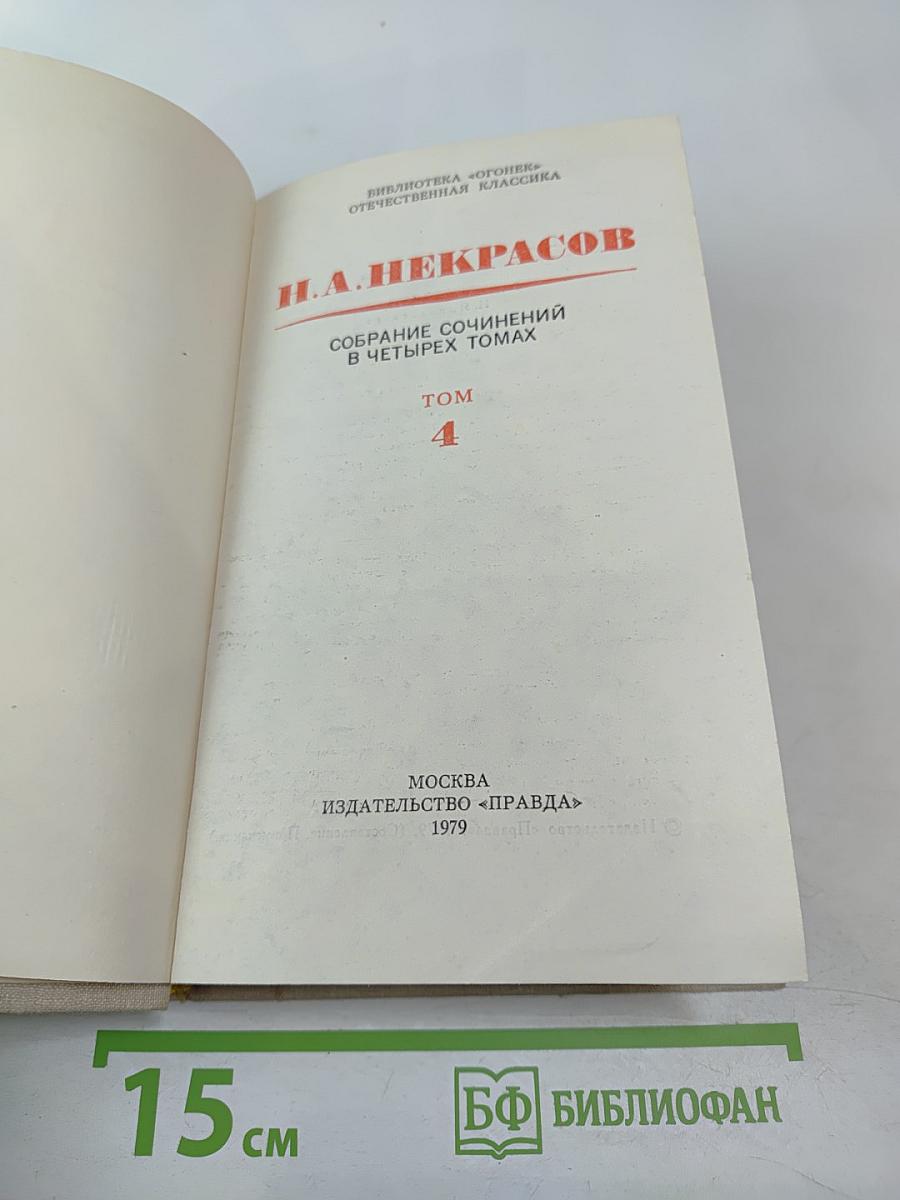 БИБЛИОТЕКА «ОГОНЕК»
ОТЕЧЕСТВЕННАЯ КЛАССИКА
Н.А.НЕКРАСОВ
СОБРАНИЕ СОЧИНЕНИЙ
В ЧЕТЫРЕХ ТОМАХ
ТОМ
4
МОСКВА
ИЗДАТЕЛЬСТВО «ПРАВДА»
1979
15 см
БФ БИБЛИОФАН